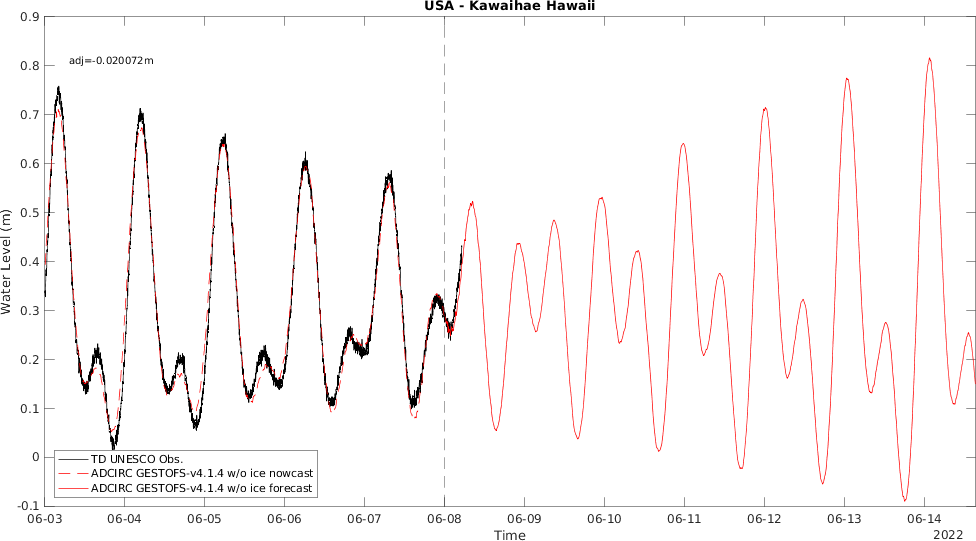 USA - Kawaihae Hawaii
0.9
adj=-0.020072m
0.8
0.7
0.6
0.5
0.4
0.3
0.2
0.1
0
-0.1
Water Level (m)
TD UNESCO Obs.
ADCIRC GESTOFS-v4.1.4 w/o ice nowcast
ADCIRC GESTOFS-v4.1.4 w/o ice forecast
06-03 06-04 06-05 06-06 06-07 06-08 06-09 06-10 06-11 06-12 06-13 06-14
Time
2022